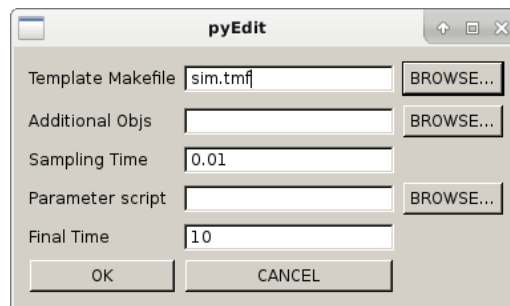 pyEdit
Template Makefile sim.tmf BROWSE...
Additional Objs BROWSE...
Sampling Time 0.01
Parameter script BROWSE...
Final Time 10
OK CANCEL